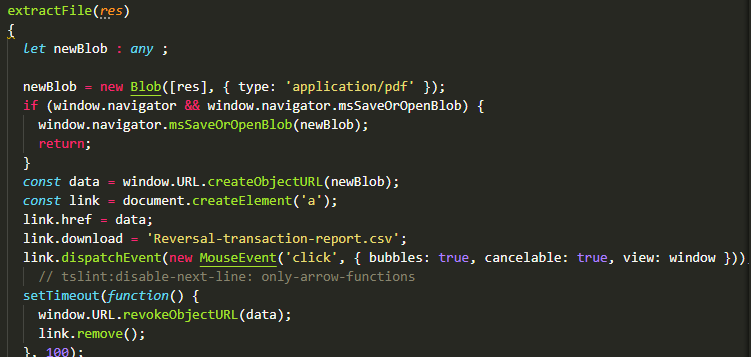 extractFile(res)
{
let newBlob : any ;
newBlob = new Blob([res], { type: 'application/pdf' });
if (window.navigator && window.navigator.msSaveOrOpenBlob) {
window.navigator.msSaveOrOpenBlob(newBlob);
return;
}
const data = window.URL.createObjectURL(newBlob);
const link = document.createElement('a');
link.href = data;
link.download = 'Reversal-transaction-report.csv';
link.dispatchEvent(new MouseEvent('click', { bubbles: true, cancelable: true, view: window }))
// tslint:disable-next-line: only-arrow-functions
setTimeout(function() {
window.URL.revokeObjectURL(data);
link.remove();
}, 100);